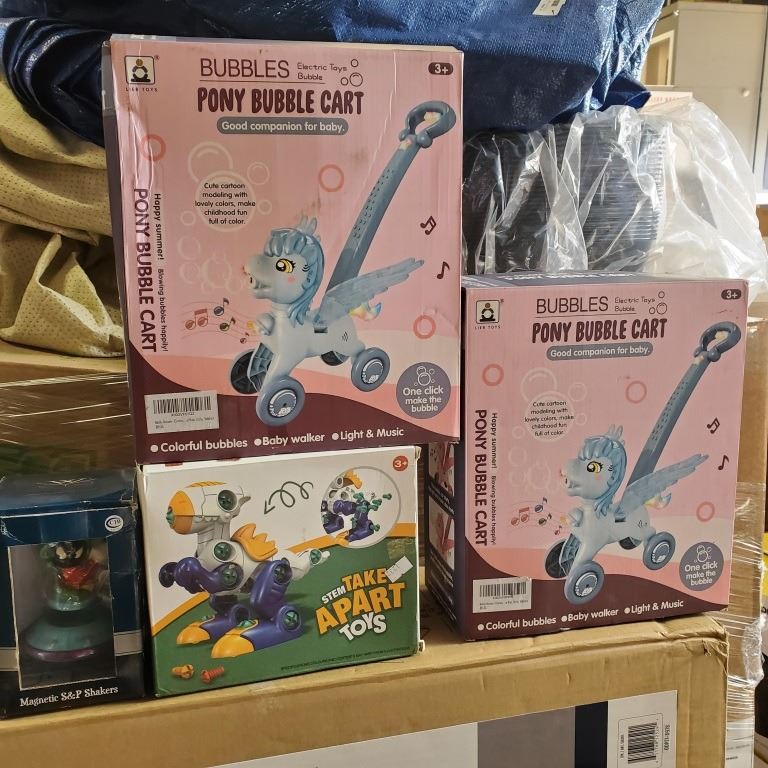 LIER TOYS
BUBBLES Electric Toys Bubble
3+
PONY BUBBLE CART
Good companion for baby.
Cute cartoon
modeling with
lovely colors, make
childhood fun
full of color.
Happy summer! Blowing bubbles happily!
PONY BUBBLE CART
One click
make the
bubble
● Colorful bubbles ● Baby walker ● Light & Music
LIER TOYS
BUBBLES Electric Toys Bubble
3+
PONY BUBBLE CART
Good companion for baby.
Cute cartoon
modeling with
lovely colors, make
childhood fun
full of color.
Happy summer! Blowing bubbles happily!
PONY BUBBLE CART
One click
make the
bubble
● Colorful bubbles ● Baby walker ● Light & Music
3+
STEM TAKE
APART
TOYS
Magnetic S&P Shakers